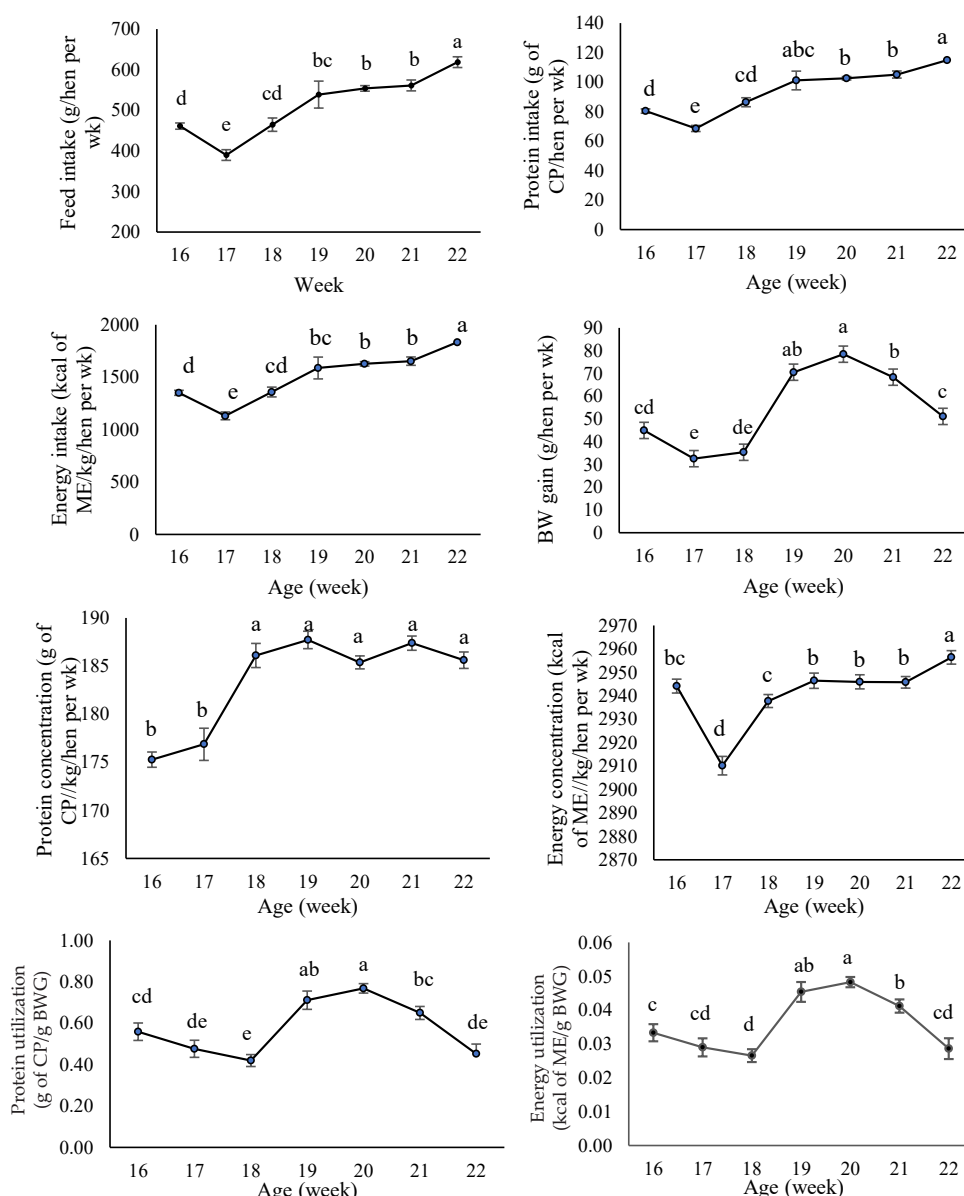 Feed intake (g/hen per
wk)
700
600
500
400
300
200
d
e
cd
bc
b
b
a
16 17 18 19 20 21 22
Week
Protein intake (g of
CP/hen per wk)
140
120
100
80
60
40
20
0
d
e
cd
abc
b
b
a
16 17 18 19 20 21 22
Age (week)
Energy intake (kcal of
ME/kg/hen per wk)
2000
1500
1000
500
0
d
e
cd
bc
b
b
a
16 17 18 19 20 21 22
Age (week)
BW gain (g/hen per wk)
90
80
70
60
50
40
30
20
10
0
cd
e
de
ab
a
b
c
16 17 18 19 20 21 22
Age (week)
Protein concentration (g of
CP//kg/hen per wk)
190
185
180
175
170
165
b
b
a
a
a
a
a
16 17 18 19 20 21 22
Age (week)
Energy concentration (kcal
of ME//kg/hen per wk)
2970
2960
2950
2940
2930
2920
2910
2900
2890
2880
2870
bc
d
c
b
b
b
a
16 17 18 19 20 21 22
Age (week)
Protein utilization
(g of CP/g BWG)
1.00
0.80
0.60
0.40
0.20
0.00
cd
de
e
ab
a
bc
de
16 17 18 19 20 21 22
Age (week)
Energy utilization
(kcal of ME/g BWG)
0.06
0.05
0.04
0.03
0.02
0.01
0.00
c
cd
d
ab
a
b
cd
16 17 18 19 20 21 22
Age (week)